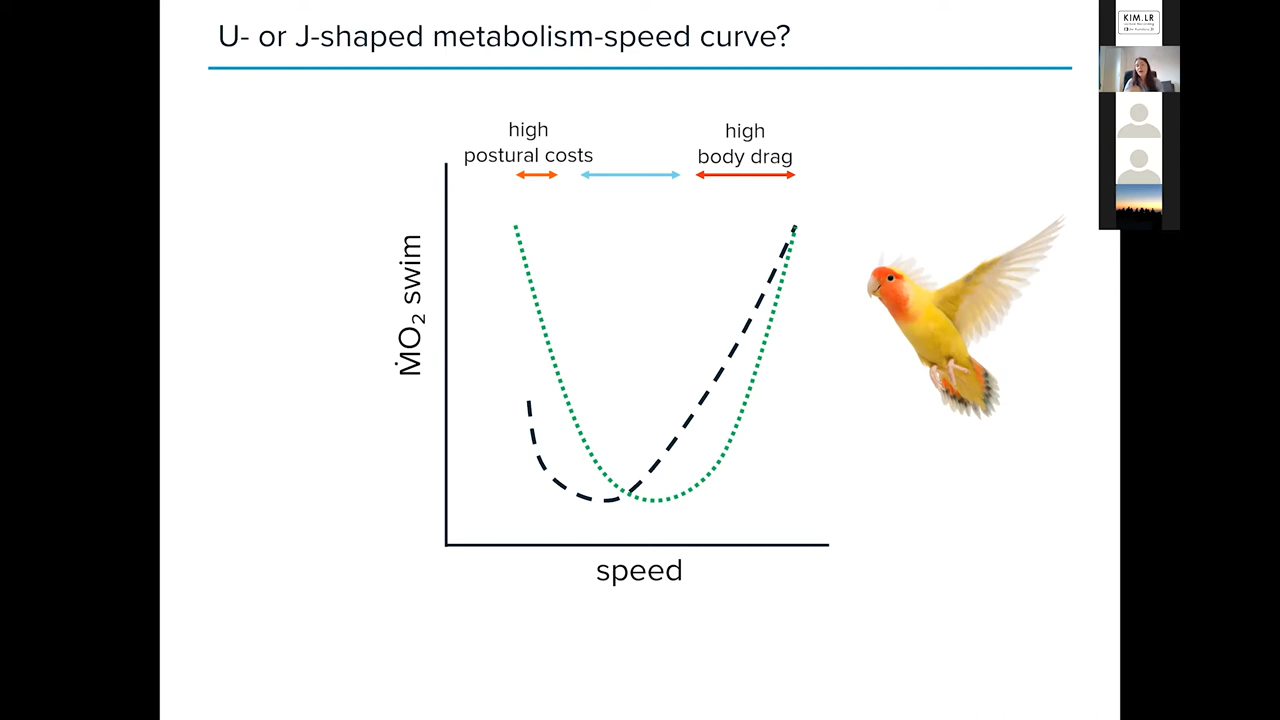 U- or J-shaped metabolism-speed curve?
KIM.LR
high
postural costs
high
body drag
ṀO₂ swim
speed